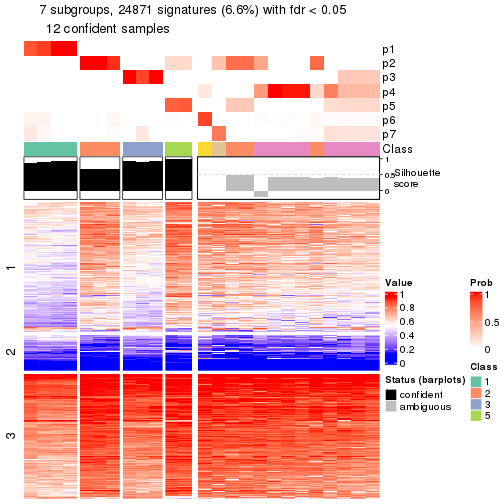 7 subgroups, 24871 signatures (6.6%) with fdr < 0.05
12 confident samples
p1
p2
p3
p4
p5
p6
p7
Class
1
0.5
0
Silhouette
score
1
2
3
Value
1
0.8
0.6
0.4
0.2
0
Prob
1
0.5
0
Status (barplots)
confident
ambiguous
Class
1
2
3
5